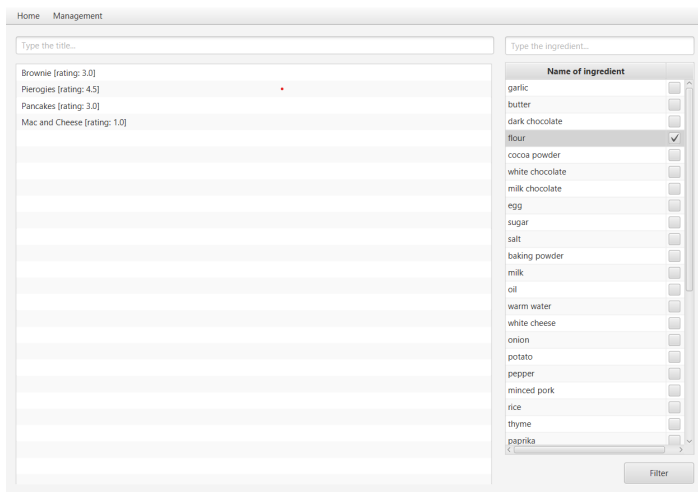 Home Management
Type the title...
Type the ingredient...
Brownie [rating: 3.0]
Pierogies [rating: 4.5]
Pancakes [rating: 3.0]
Mac and Cheese [rating: 1.0]
Name of ingredient
garlic
butter
dark chocolate
flour
cocoa powder
white chocolate
milk chocolate
egg
sugar
salt
baking powder
milk
oil
warm water
white cheese
onion
potato
pepper
minced pork
rice
thyme
paprika
Filter